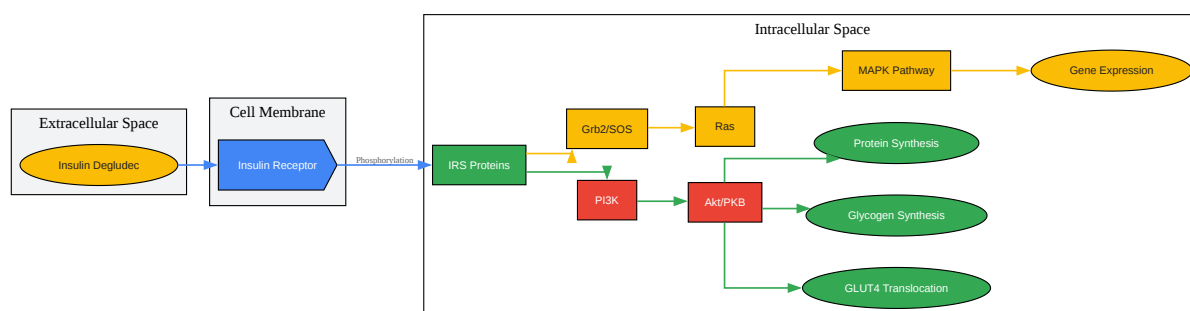 Extracellular Space
Insulin Degludec
Cell Membrane
Insulin Receptor
Phosphorylation
Intracellular Space
IRS Proteins
Grb2/SOS
Ras
MAPK Pathway
Gene Expression
PI3K
Akt/PKB
Protein Synthesis
Glycogen Synthesis
GLUT4 Translocation